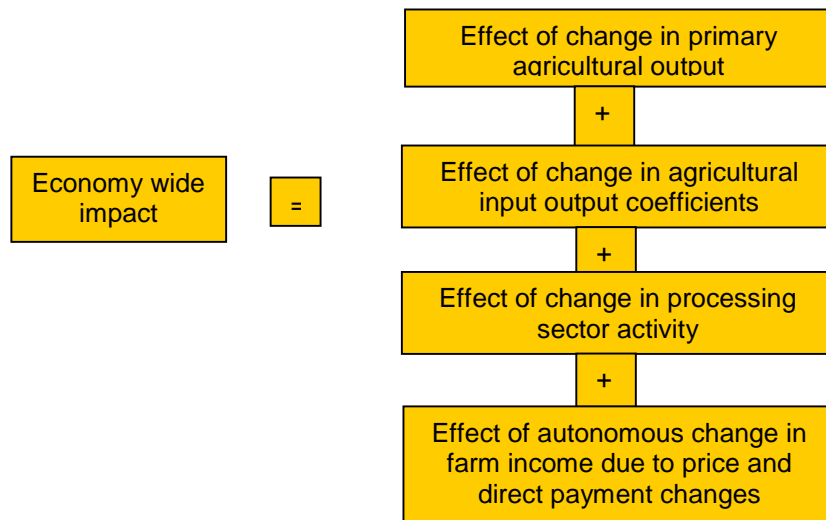 Economy wide
impact
=
Effect of change in primary
agricultural output
+
Effect of change in agricultural
input output coefficients
+
Effect of change in processing
sector activity
+
Effect of autonomous change in
farm income due to price and
direct payment changes